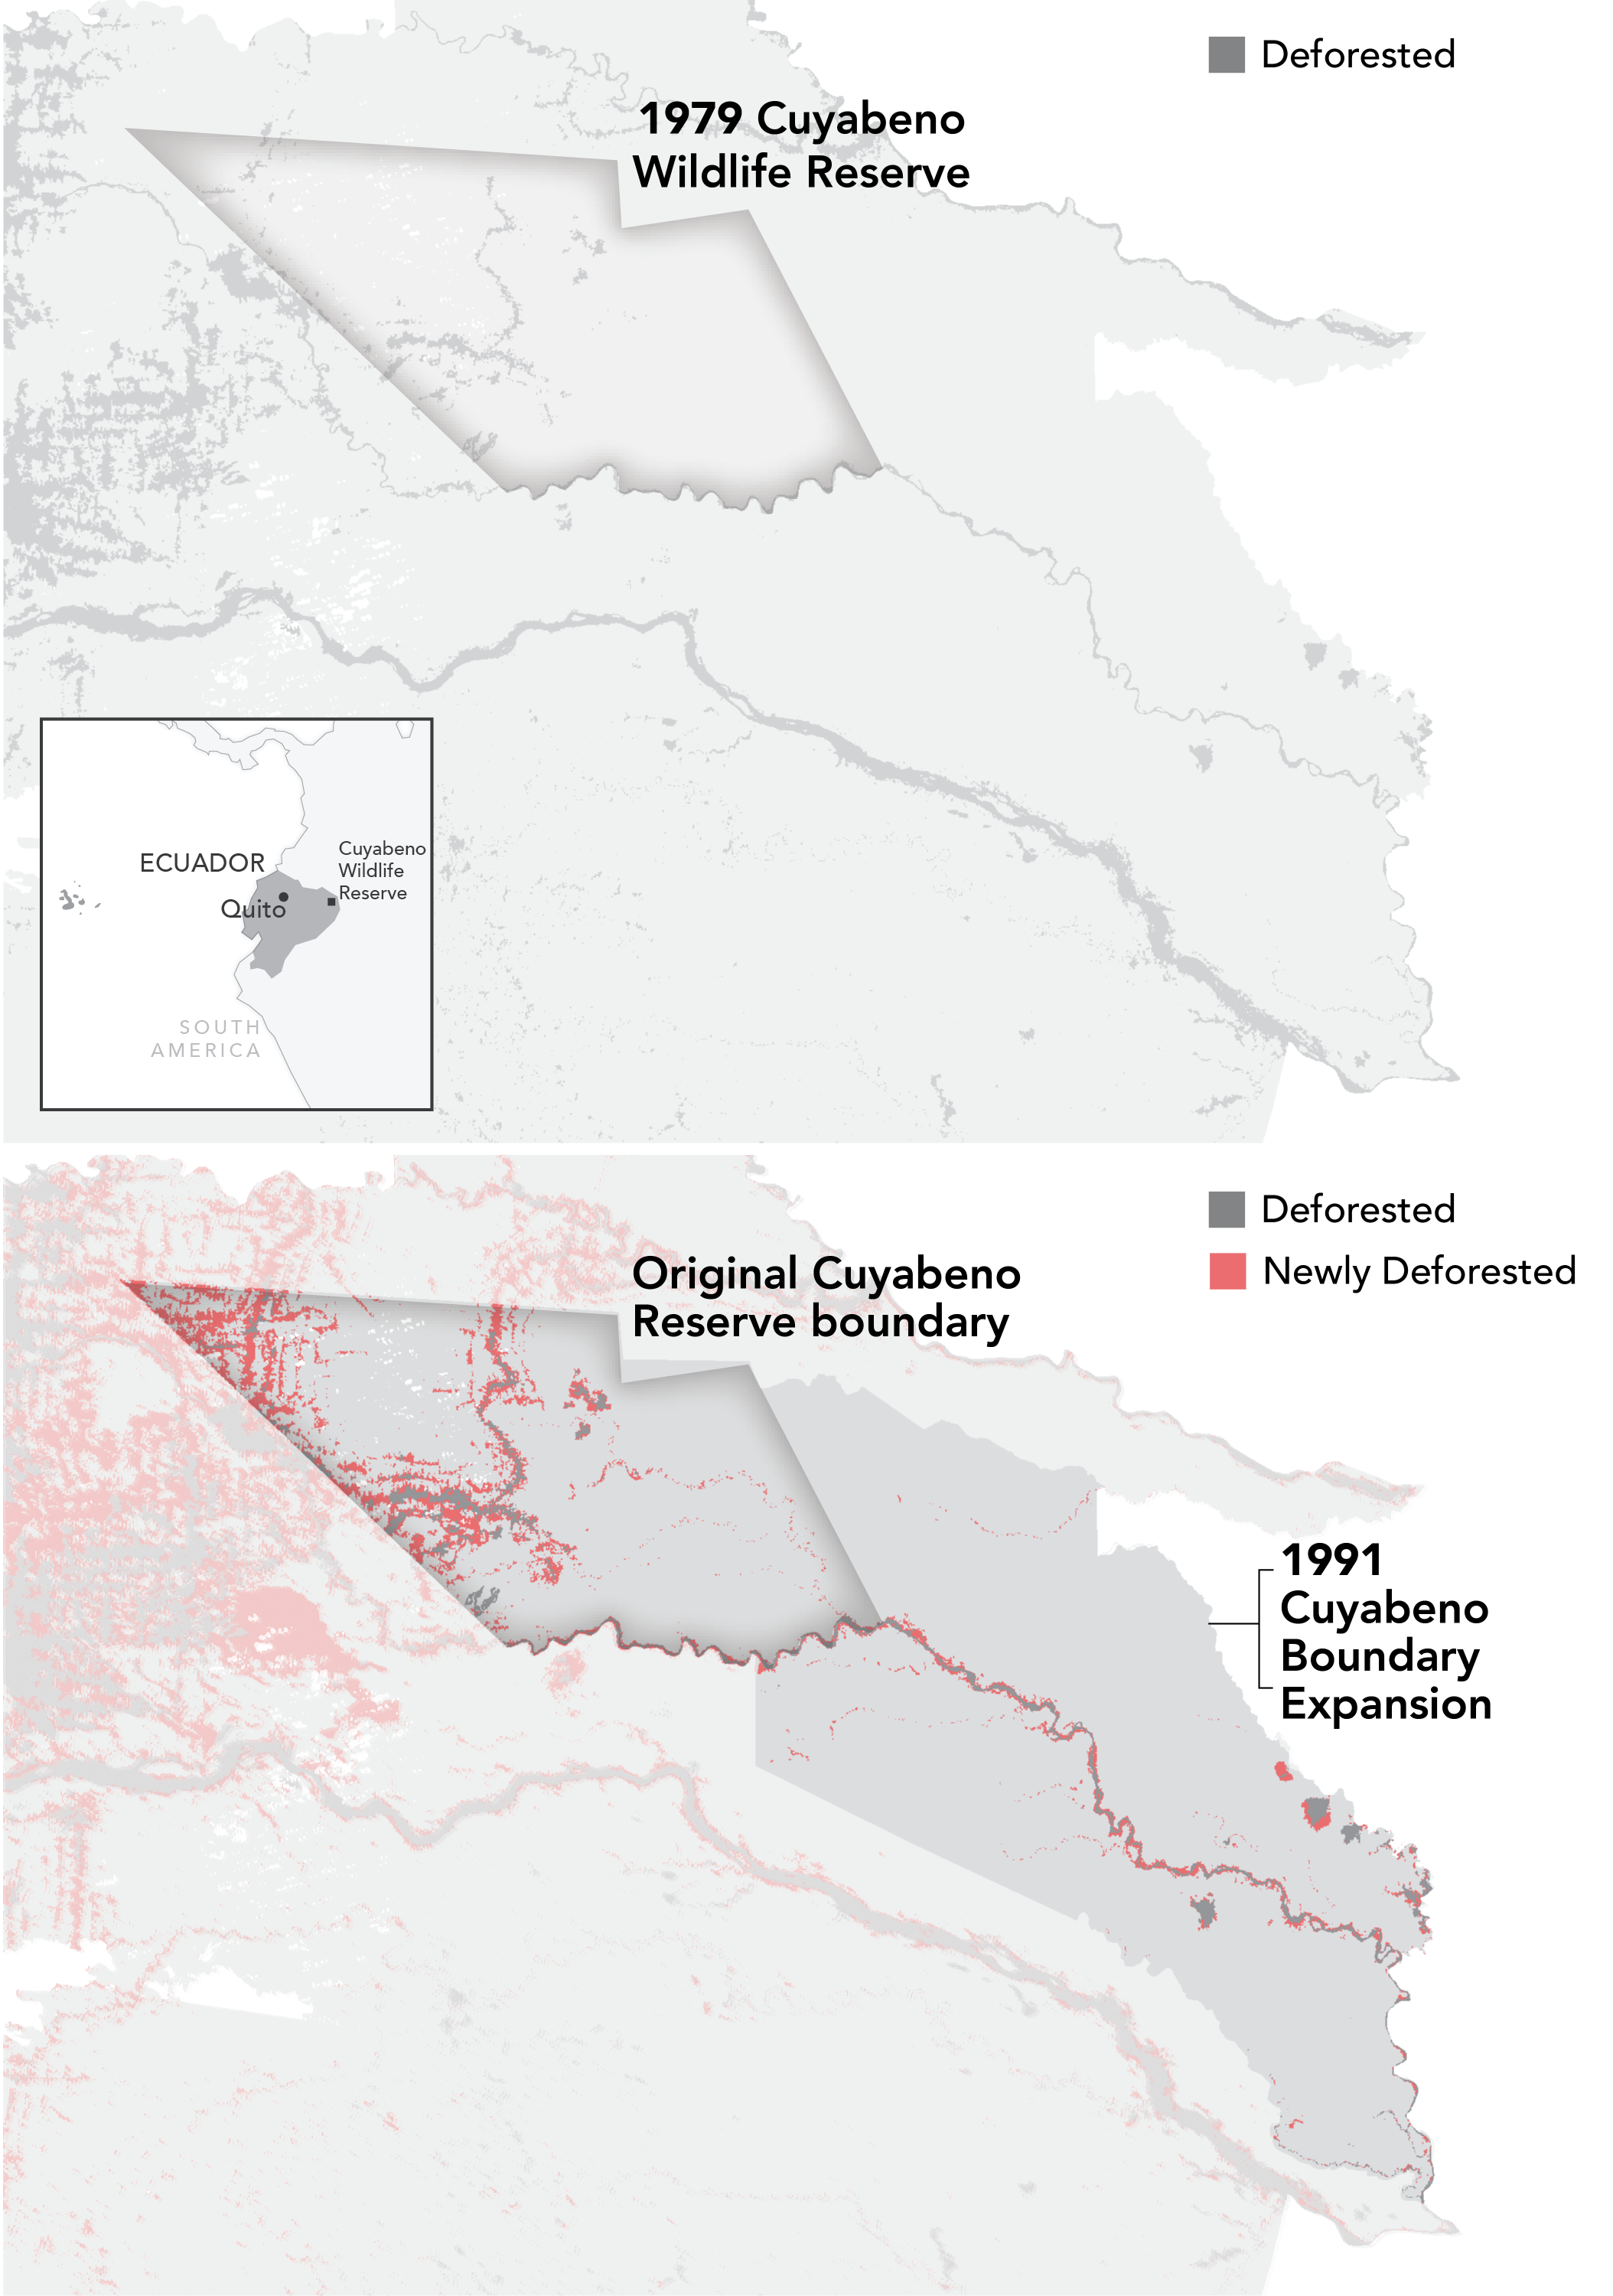 Deforested
1979 Cuyabeno
Wildlife Reserve
ECUADOR
Quito
Cuyabeno
Wildlife
Reserve
SOUTH
AMERICA
Deforested
Newly Deforested
Original Cuyabeno
Reserve boundary
1991
Cuyabeno
Boundary
Expansion